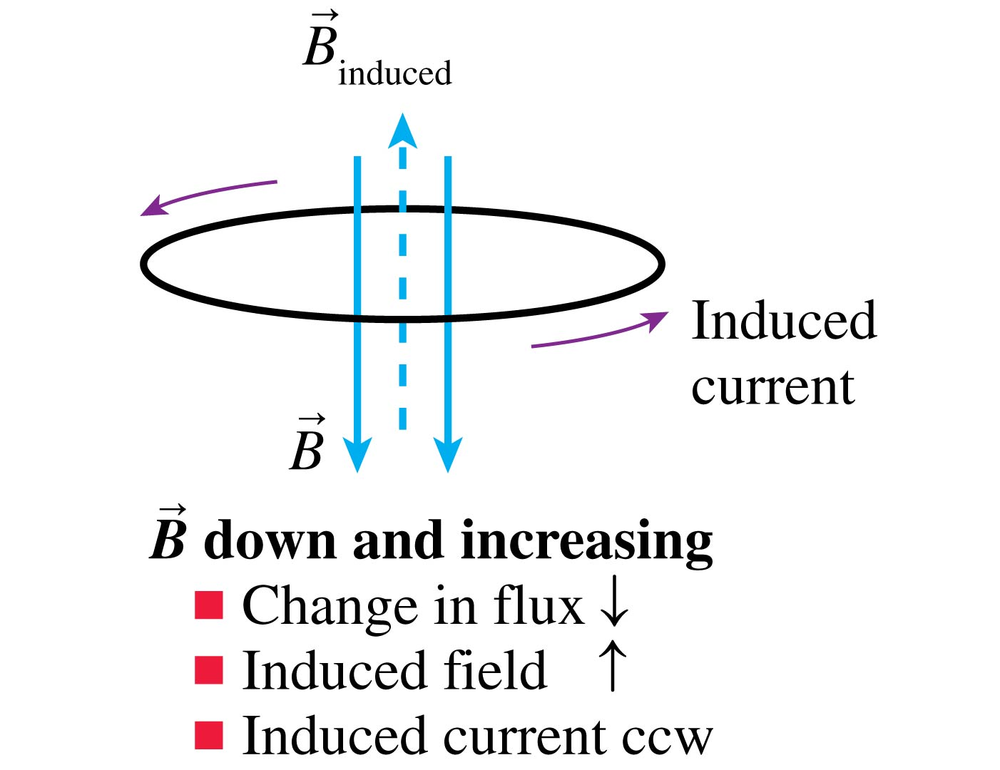 B⃗induced
Induced
current
B⃗
B⃗ down and increasing
■ Change in flux ↓
■ Induced field ↑
■ Induced current ccw